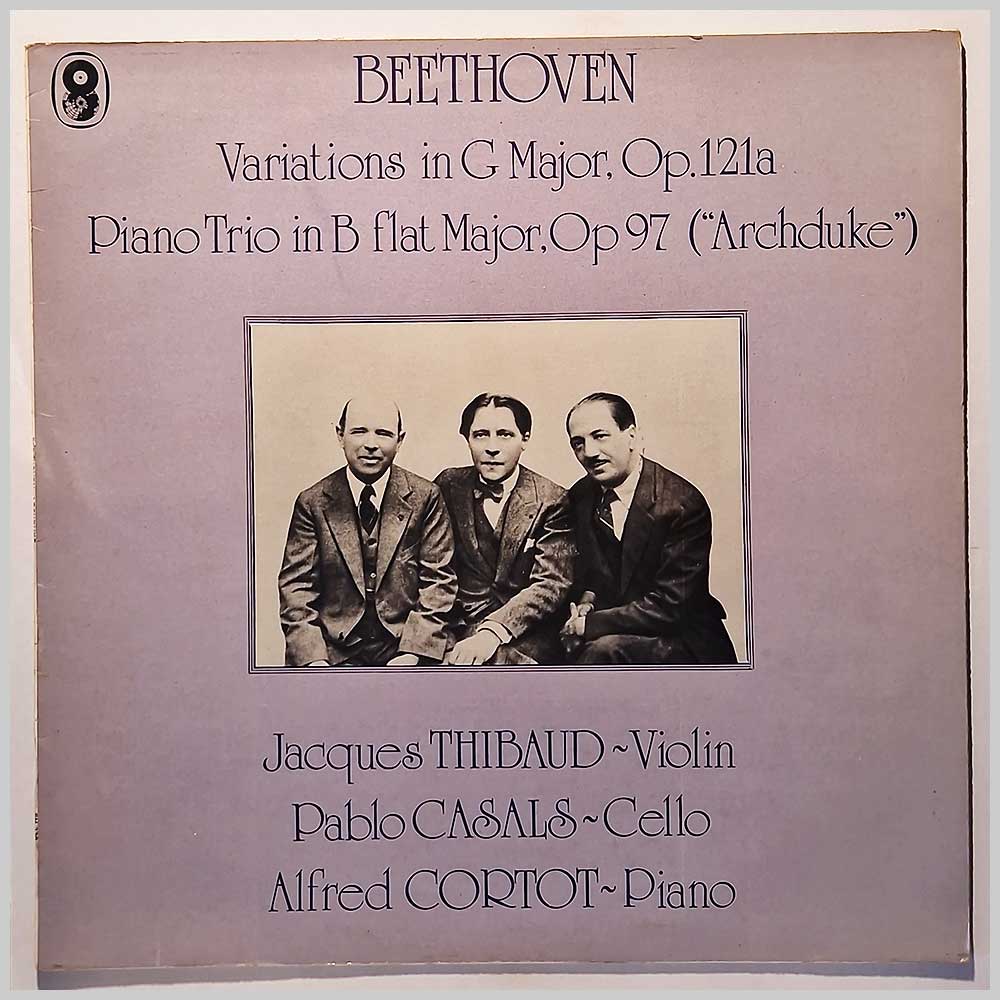 BEETHOVEN
Variations in G Major, Op.121a
Piano Trio in B flat Major, Op 97 (“Archduke”)
Jacques THIBAUD~Violin
Pablo CASALS~Cello
Alfred CORTOT~Piano